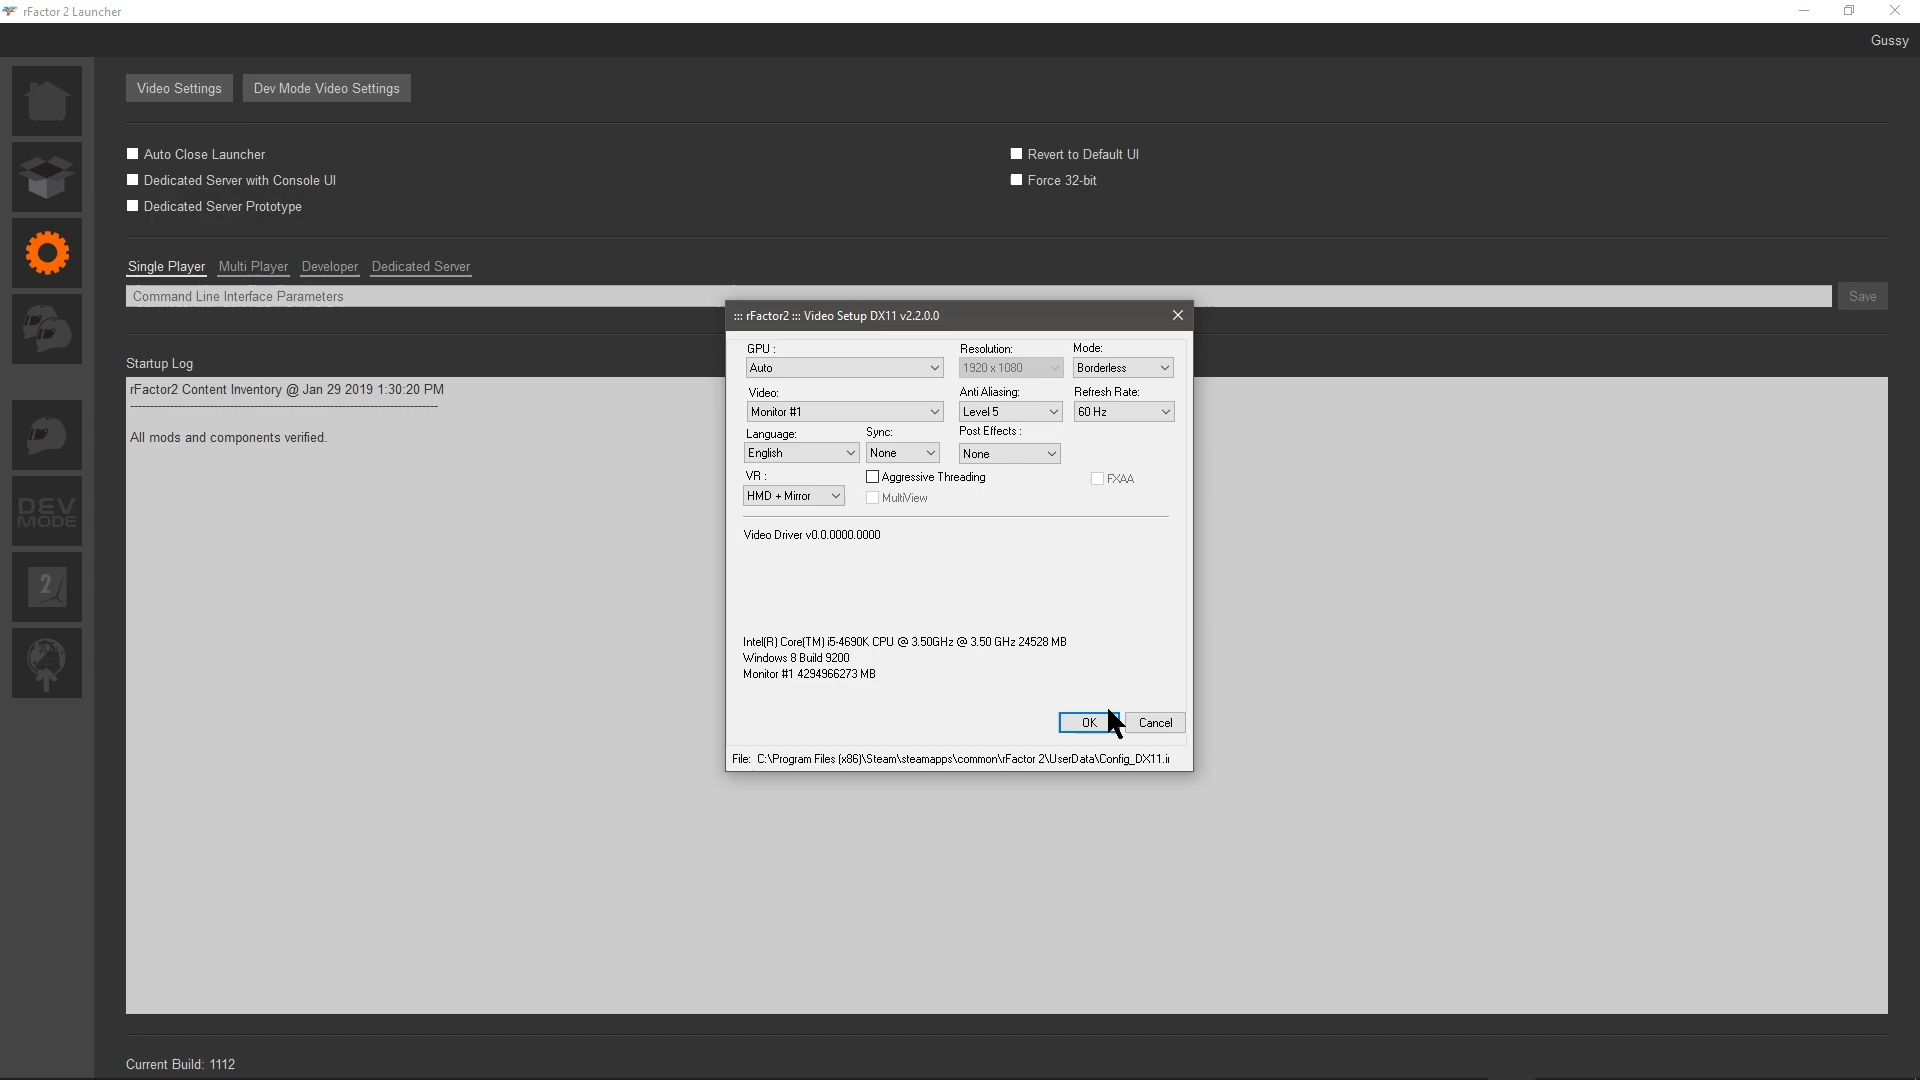 rFactor 2 Launcher
Gussy
Video Settings
Dev Mode Video Settings
Auto Close Launcher
Revert to Default UI
Dedicated Server with Console UI
Force 32-bit
Dedicated Server Prototype
Single Player
Multi Player
Developer
Dedicated Server
Command Line Interface Parameters
Save
Startup Log
rFactor2 Content Inventory @ Jan 29 2019 1:30:20 PM
--------------------------------------------------------------------------------
All mods and components verified.
::: rFactor2 ::: Video Setup DX11 v2.2.0.0
GPU :
Resolution:
Mode:
Auto
1920 x 1080
Borderless
Video:
Anti Aliasing:
Refresh Rate:
Monitor #1
Level 5
60 Hz
Language:
Sync:
Post Effects :
English
None
None
VR :
Aggressive Threading
FXAA
HMD + Mirror
MultiView
Video Driver v0.0.0000.0000
Intel(R) Core(TM) i5-4690K CPU @ 3.50GHz @ 3.50 GHz 24528 MB
Windows 8 Build 9200
Monitor #1 4294966273 MB
OK
Cancel
File: C:\Program Files (x86)\Steam\steamapps\common\rFactor 2\UserData\Config_DX11.ii
DEV
MODE
2
Current Build: 1112